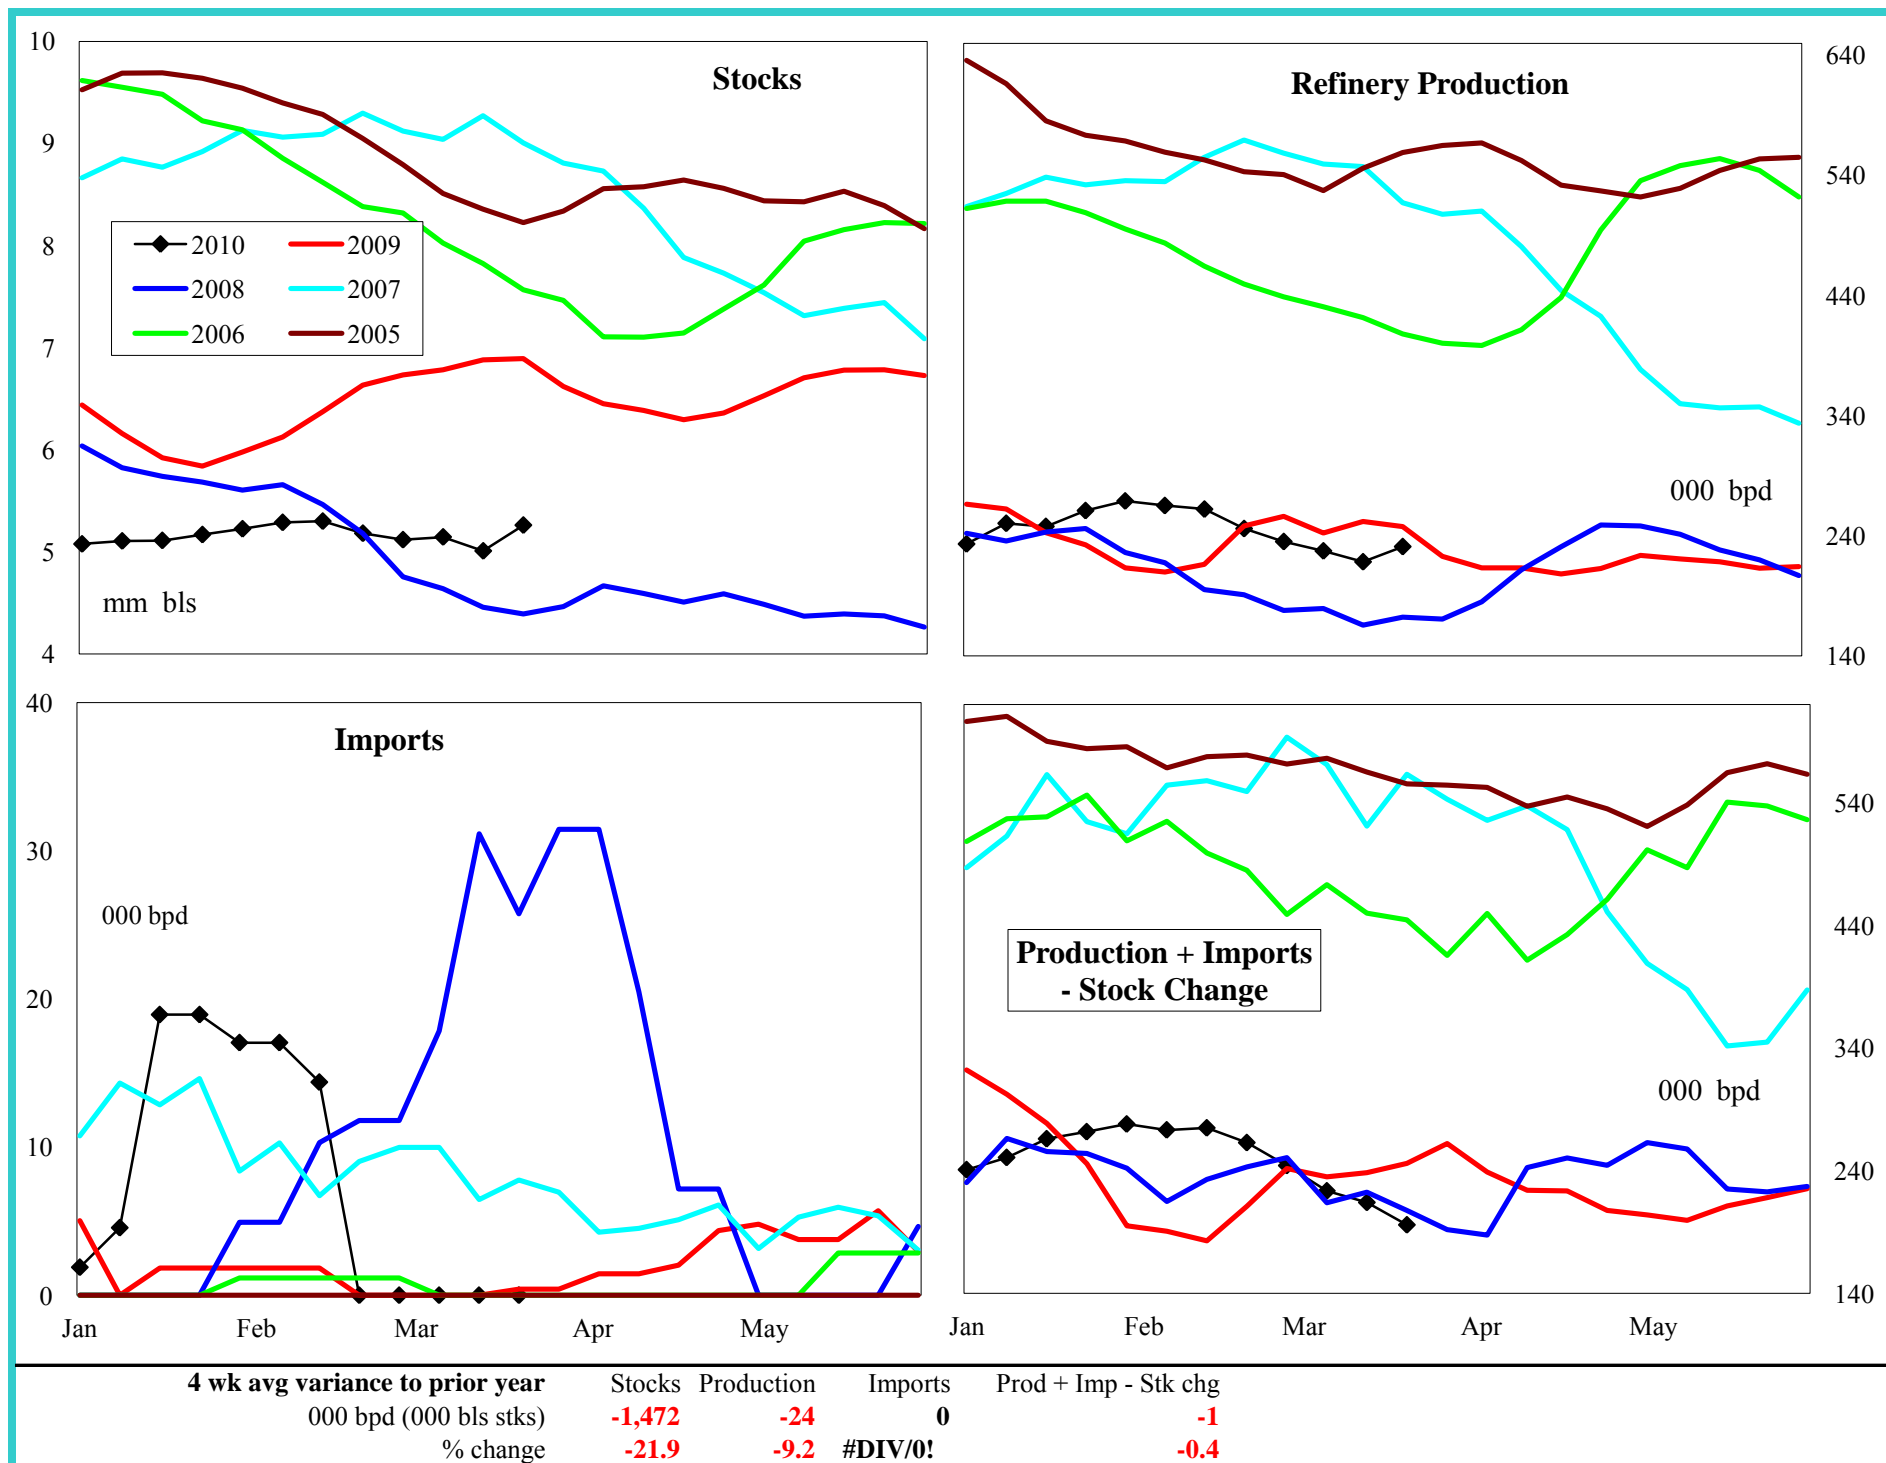 Stocks
10
9
8
7
6
5
4
2010
2009
2008
2007
2006
2005
mm bls
Refinery Production
640
540
440
340
240
140
000 bpd
Imports
40
30
20
10
0
000 bpd
Jan Feb Mar Apr May
Production + Imports
- Stock Change
540
440
340
240
140
000 bpd
Jan Feb Mar Apr May
4 wk avg variance to prior year Stocks Production Imports Prod + Imp - Stk chg
000 bpd (000 bls stks) -1,472 -24 0 -1
% change -21.9 -9.2 #DIV/0! -0.4